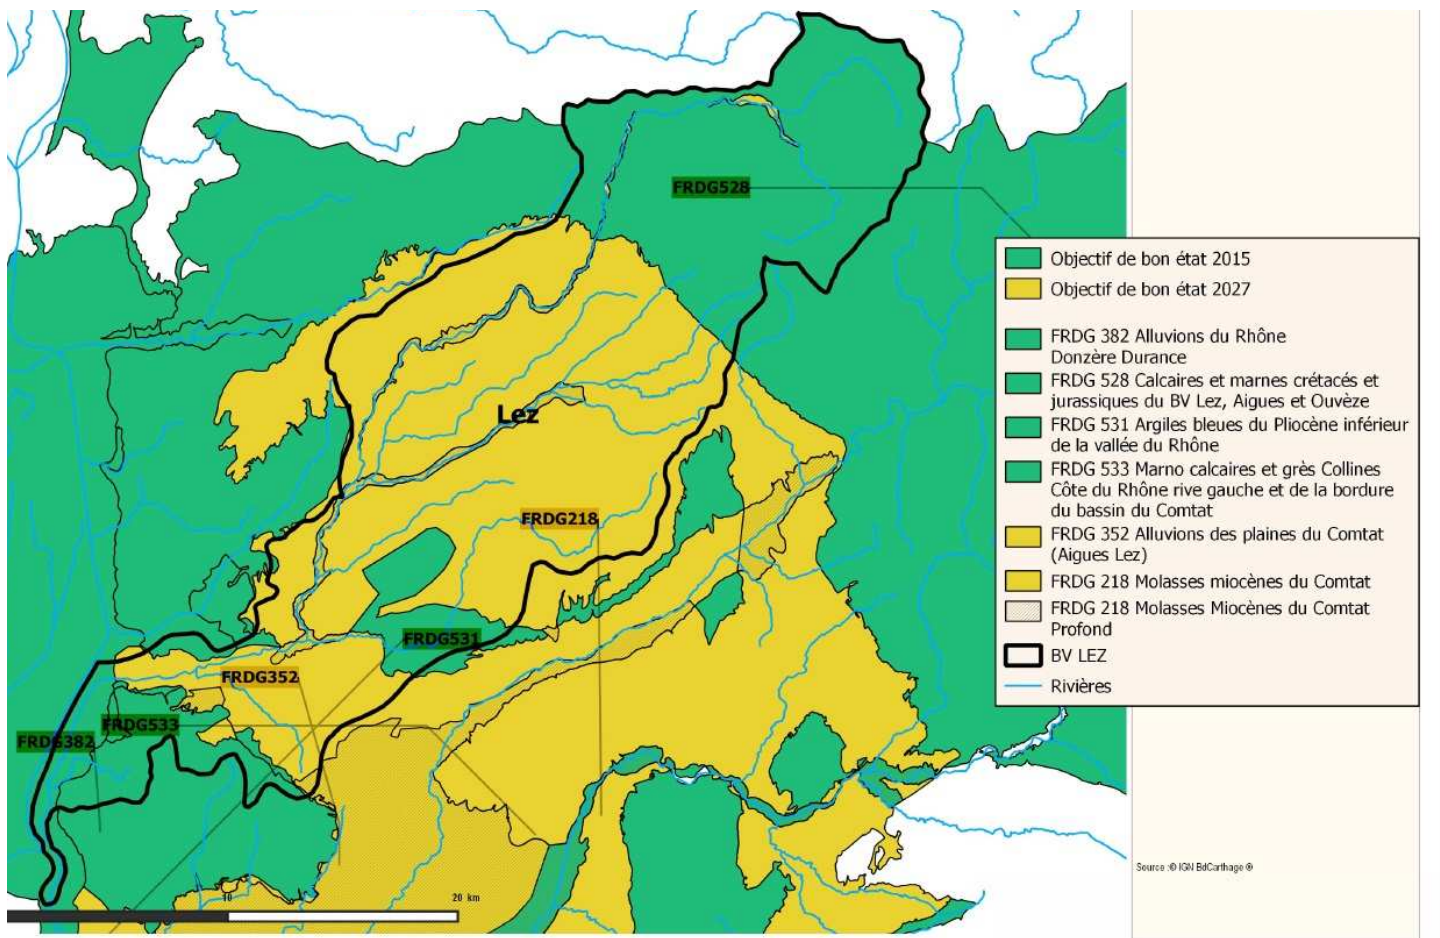 FRDG528
Objectif de bon état 2015
Objectif de bon état 2027
FRDG 382 Alluvions du Rhône
Donzère Durance
FRDG 528 Calcaires et marnes crétacés et
jurassiques du BV Lez, Aigues et Ouvèze
FRDG 531 Argiles bleues du Pliocène inférieur
de la vallée du Rhône
FRDG 533 Marno calcaires et grès Collines
Côte du Rhône rive gauche et de la bordure
du bassin du Comtat
FRDG 352 Alluvions des plaines du Comtat
(Aigues Lez)
FRDG 218 Molasses miocènes du Comtat
FRDG 218 Molasses Miocènes du Comtat
Profond
BV LEZ
Rivières
Lez
FRDG218
FRDG531
FRDG352
FRDG533
FRDG382
Source :© IGN BdCarthage ®
10
20 km